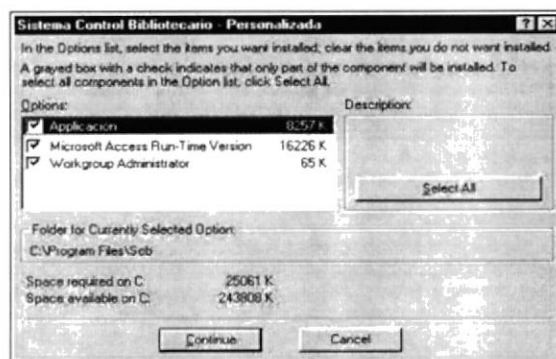 Sistema Control Bibliotecario - Personalizada
In the Options list, select the items you want installed; clear the items you do not want installed.
A grayed box with a check indicates that only part of the component will be installed. To
select all components in the Option list, click Select All.
Options:
Description:
Applicación 8257 K
Microsoft Access Run-Time Version 16226 K
Workgroup Administrator 65 K
Select All
Folder for Currently Selected Option:
C:\Program Files\Scb
Space required on C: 25061 K
Space available on C: 243808 K
Continue
Cancel